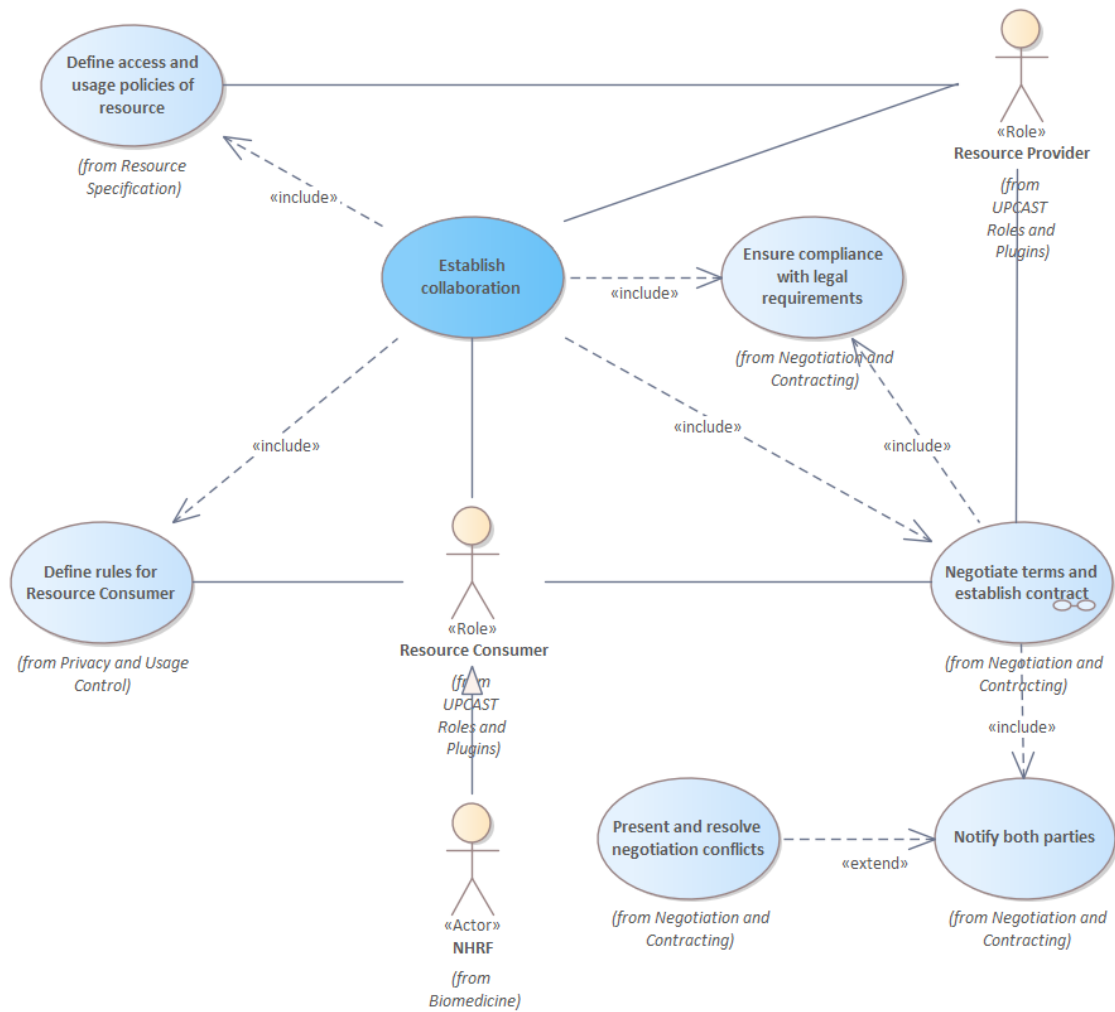 Define access and
usage policies of
resource
(from Resource
Specification)
«Role»
Resource Provider
(from
UPCAST
Roles and
Plugins)
«include»
Establish
collaboration
Ensure compliance
with legal
requirements
«include»
(from Negotiation and
Contracting)
«include»
«include»
«include»
Define rules for
Resource Consumer
(from Privacy and Usage
Control)
«Role»
Resource Consumer
(from
UPCAST
Roles and
Plugins)
Negotiate terms and
establish contract
(from Negotiation and
Contracting)
«include»
Present and resolve
negotiation conflicts
(from Negotiation and
Contracting)
«extend»
Notify both parties
(from Negotiation and
Contracting)
«Actor»
NHRF
(from
Biomedicine)